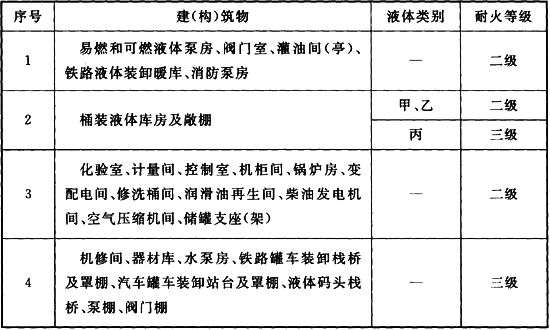 序号 建(构)筑物 液体类别 耐火等级
1 易燃和可燃液体泵房、阀门室、灌油间(亭)、 — 二级
铁路液体装卸暖库、消防泵房
2 桶装液体库房及敞棚 甲、乙 二级
丙 三级
3 化验室、计量间、控制室、机柜间、锅炉房、变
配电间、修洗桶间、润滑油再生间、柴油发电机 — 二级
间、空气压缩机间、储罐支座(架)
4 机修间、器材库、水泵房、铁路罐车装卸栈桥
及罩棚、汽车罐车装卸站台及罩棚、液体码头栈 — 三级
桥、泵棚、阀门棚